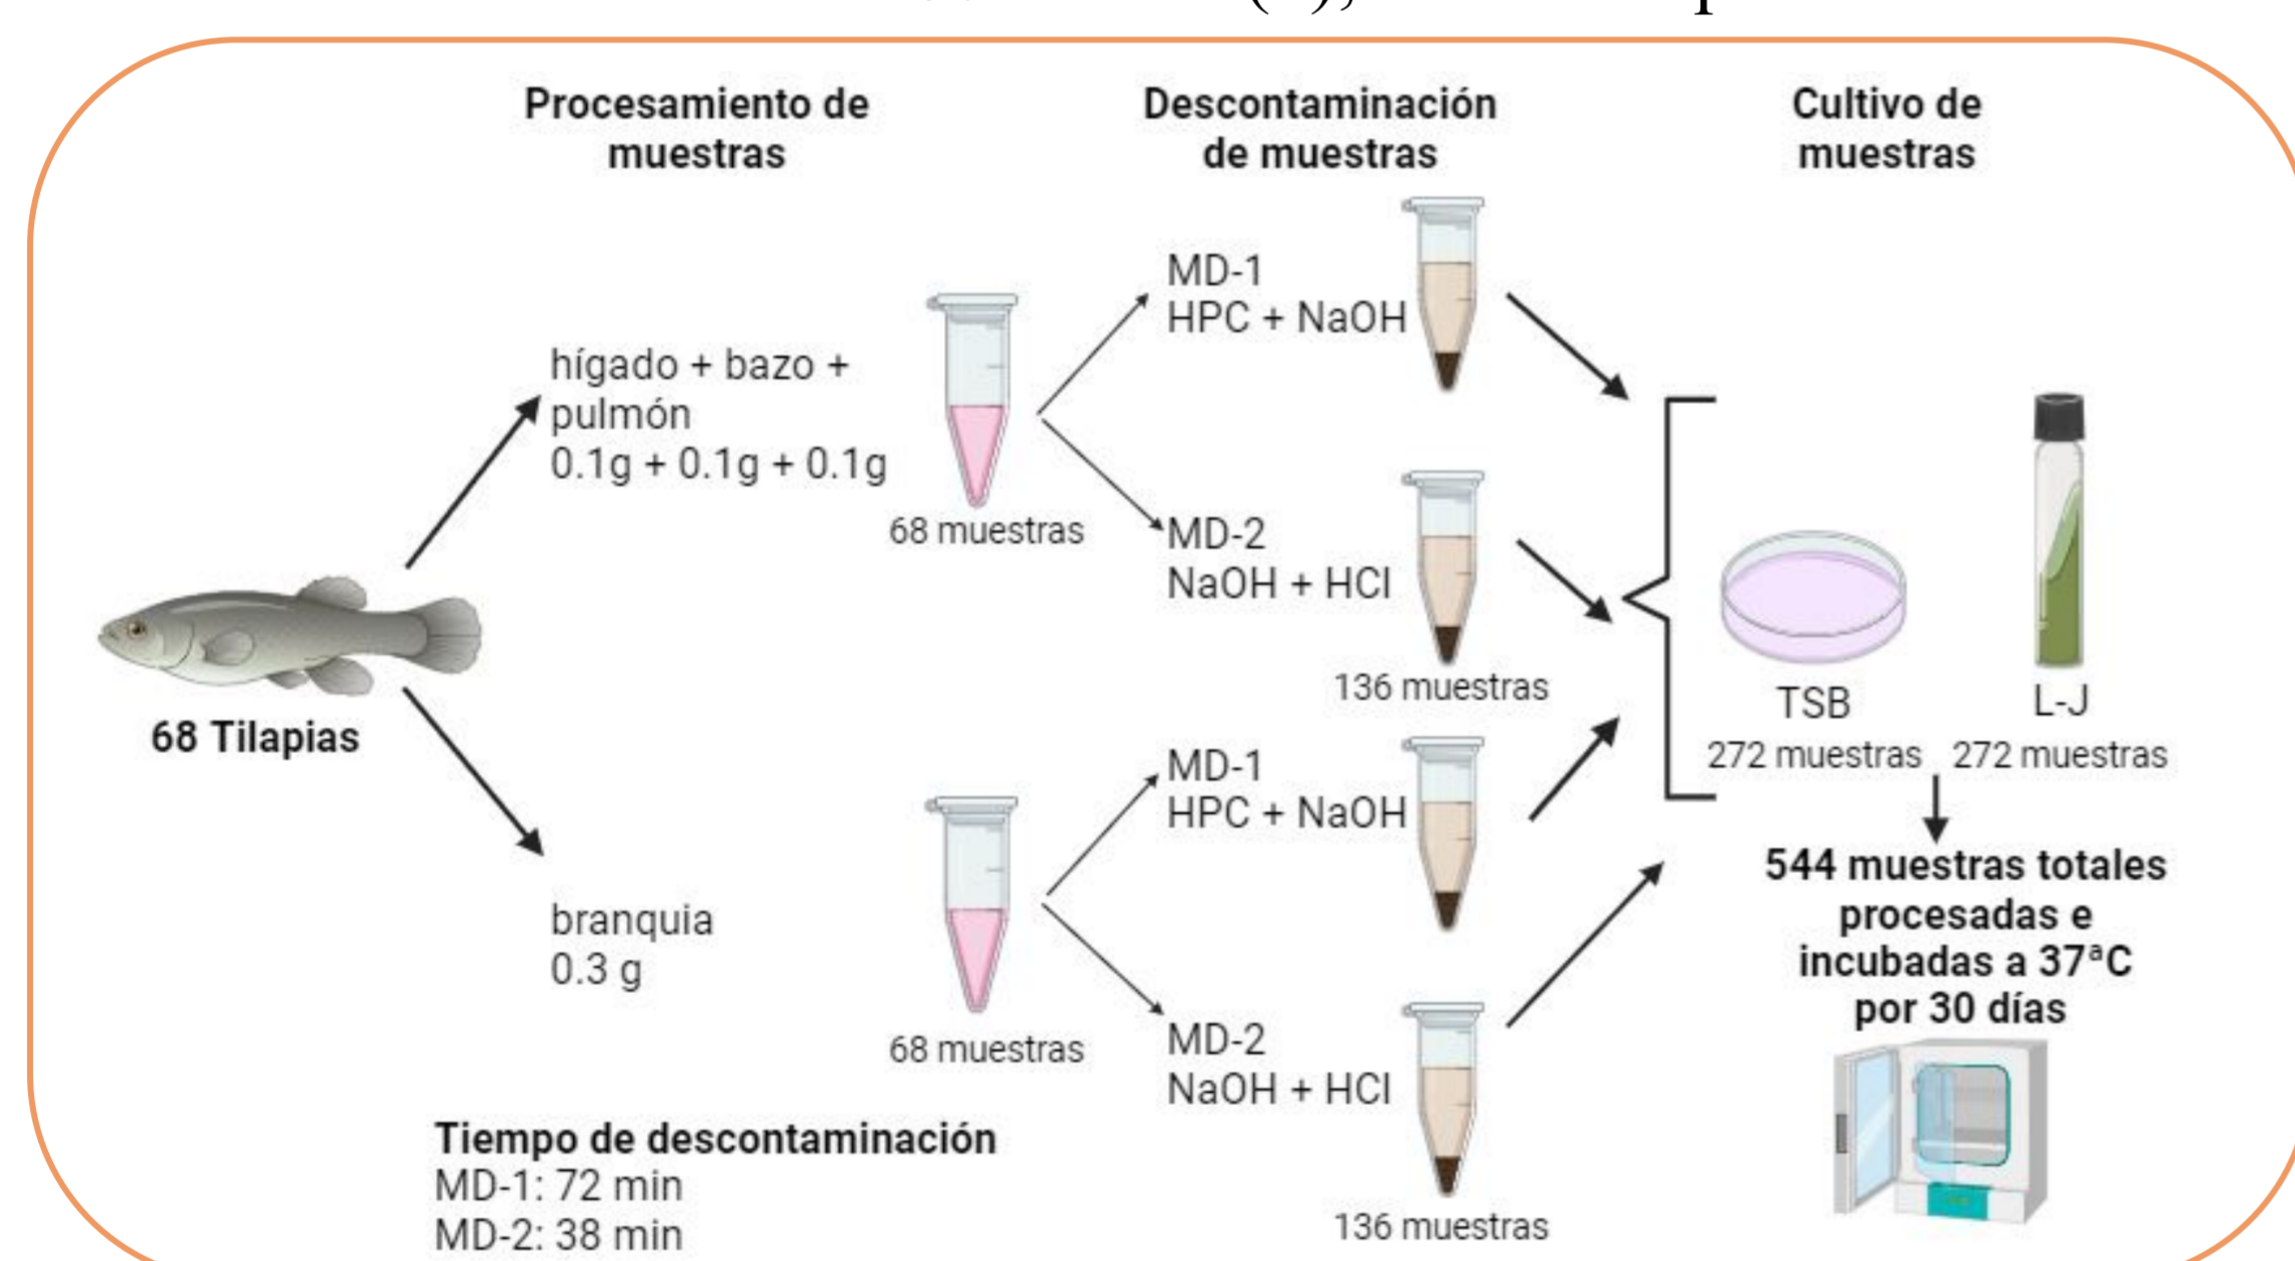 Procesamiento de
muestras
Descontaminación
de muestras
Cultivo de
muestras
hígado + bazo +
pulmón
0.1g + 0.1g + 0.1g
68 muestras
MD-1
HPC + NaOH
MD-2
NaOH + HCl
136 muestras
68 Tilapias
branquia
0.3 g
68 muestras
MD-1
HPC + NaOH
MD-2
NaOH + HCl
136 muestras
TSB
272 muestras
L-J
272 muestras
544 muestras totales
procesadas e
incubadas a 37ªC
por 30 días
Tiempo de descontaminación
MD-1: 72 min
MD-2: 38 min